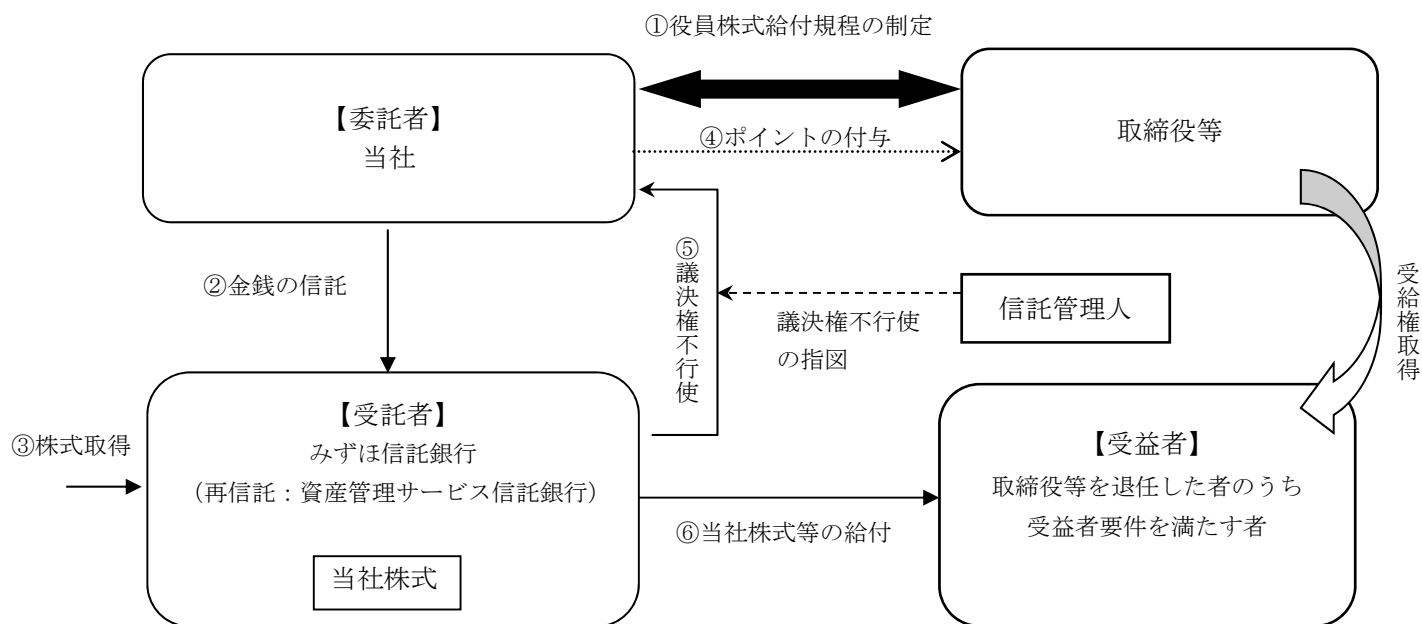 ①役員株式給付規程の制定
【委託者】
当社
④ポイントの付与
取締役等
②金銭の信託
⑤議決権不行使
議決権不行使
の指図
信託管理人
受給権取得
③株式取得
【受託者】
みずほ信託銀行
（再信託：資産管理サービス信託銀行）
当社株式
⑥当社株式等の給付
【受益者】
取締役等を退任した者のうち
受益者要件を満たす者